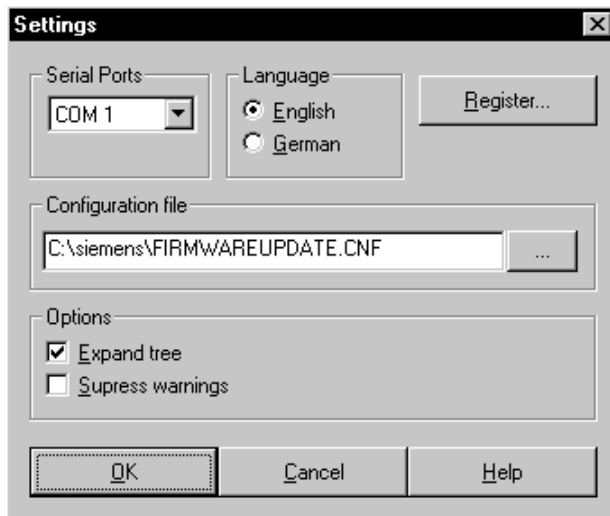 Settings
Serial Ports
COM 1
Language
English
German
Register...
Configuration file
C:\siemens\FIRMWAREUPDATE.CNF
...
Options
Expand tree
Supress warnings
OK
Cancel
Help